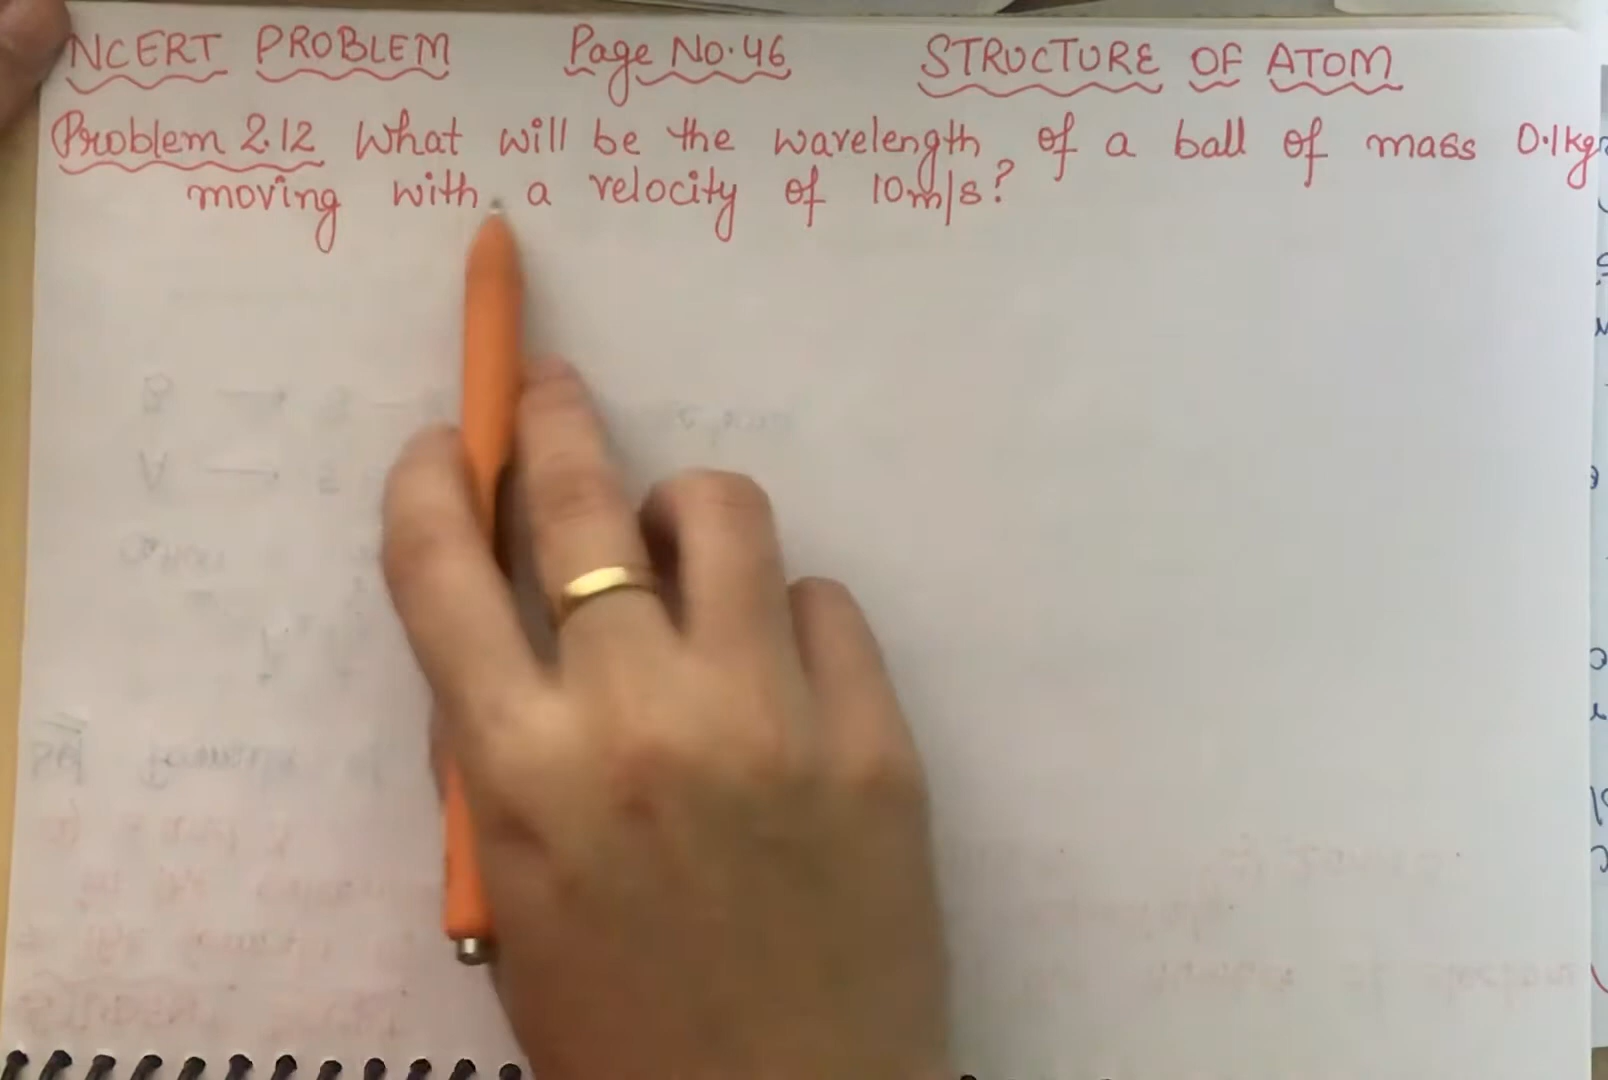 NCERT PROBLEM Page No. 46 STRUCTURE OF ATOM
Problem 2.12 What will be the wavelength of a ball of mass 0.1kg
moving with a velocity of 10m/s?